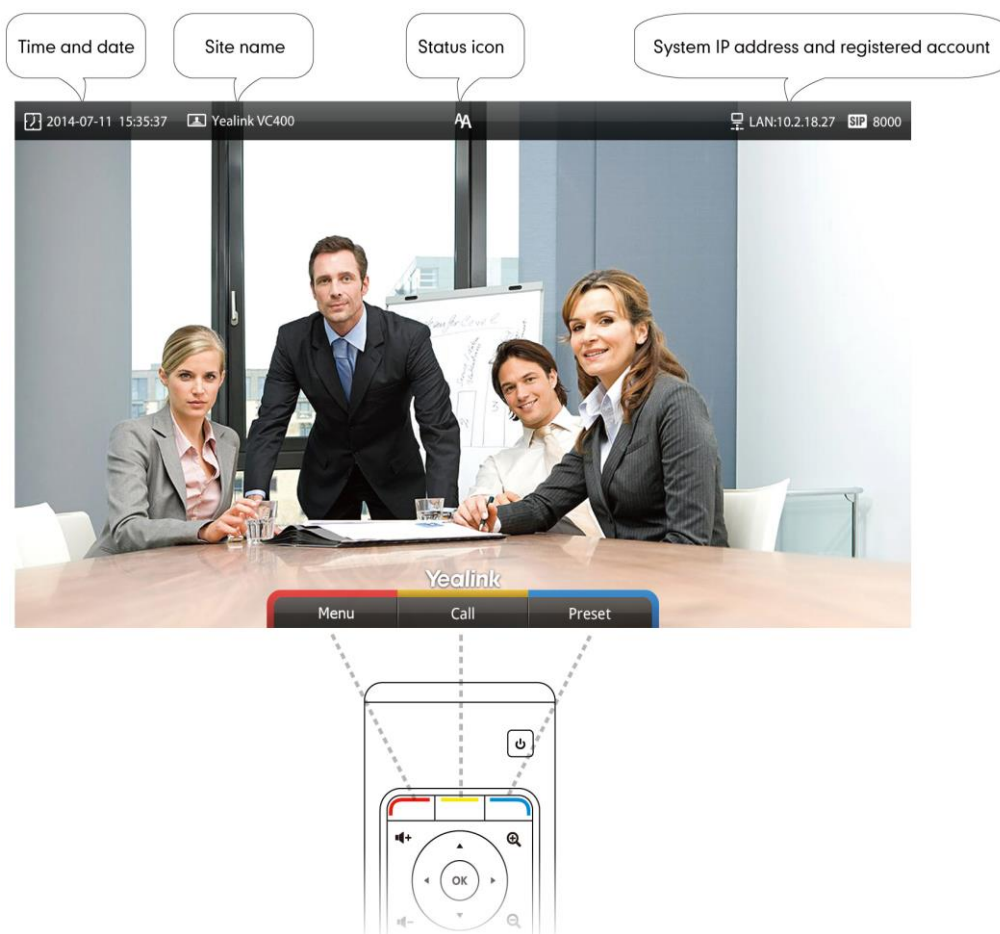 Time and date
Site name
Status icon
System IP address and registered account
2014-07-11 15:35:37
Yealink VC400
AA
LAN:10.2.18.27
SIP 8000
Yealink
Menu
Call
Preset
OK